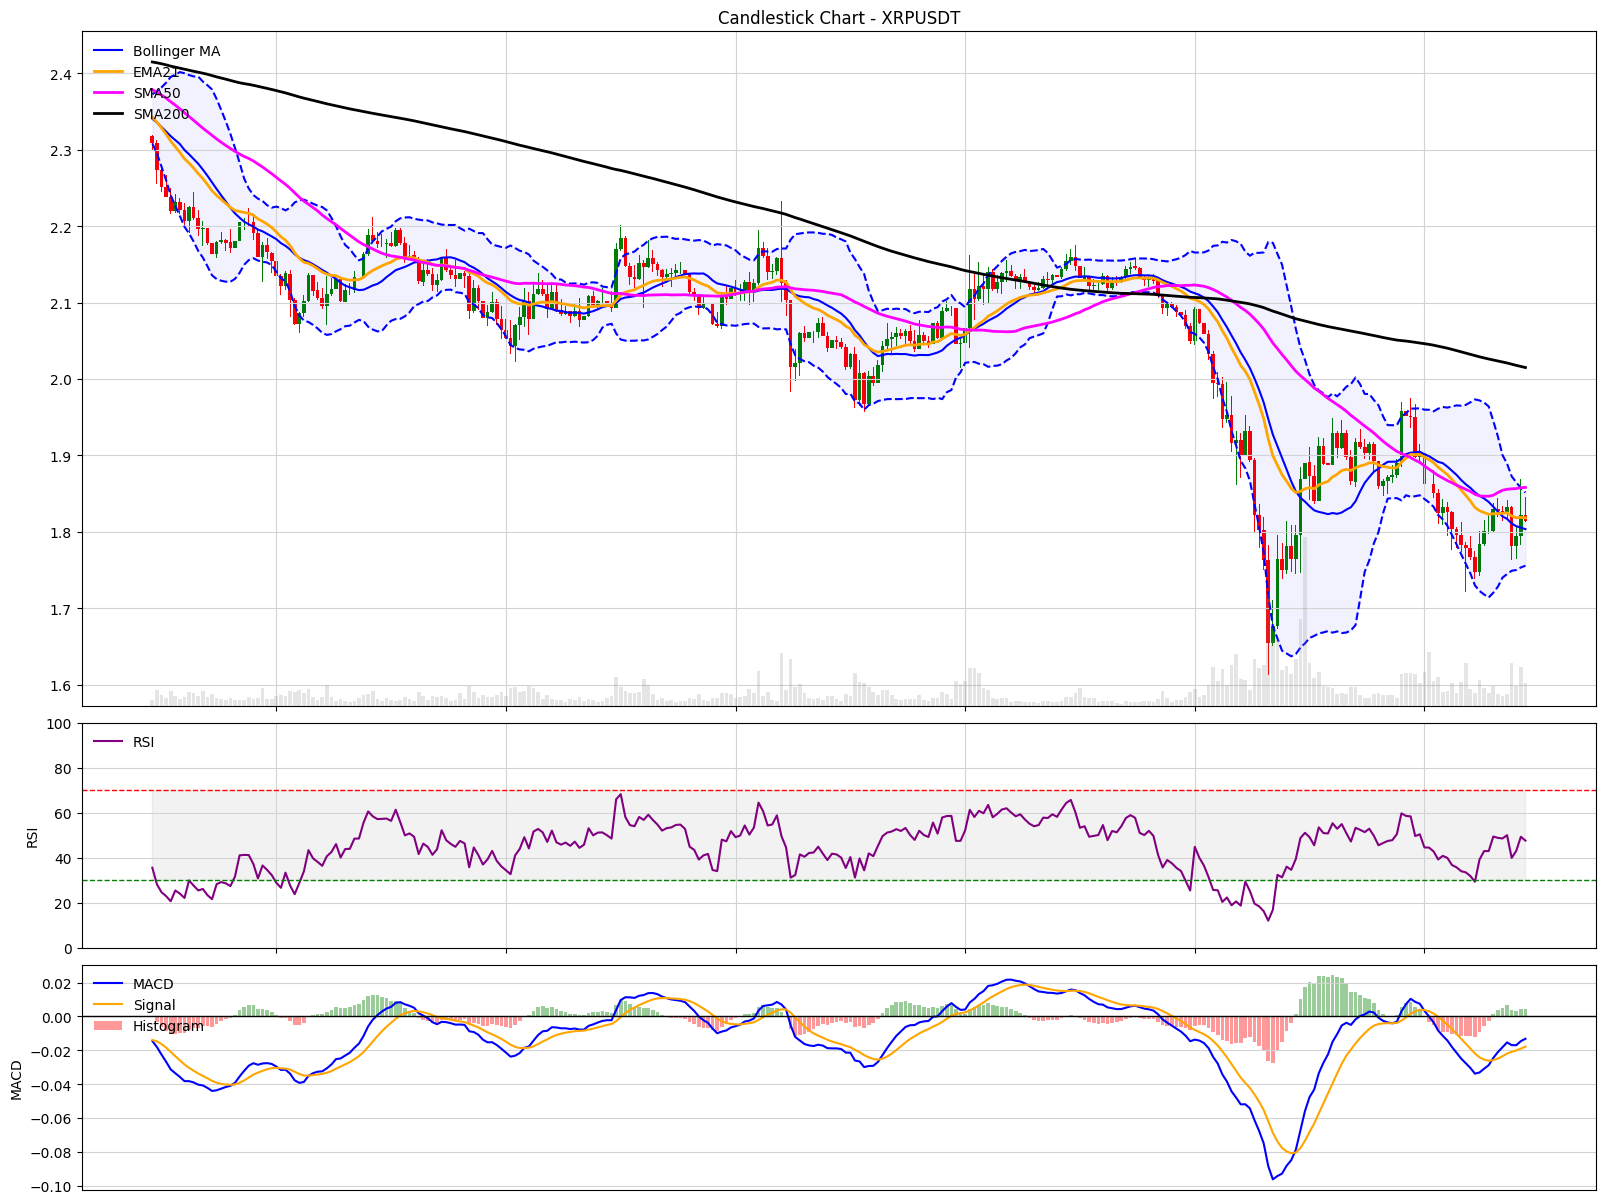 Candlestick Chart - XRPUSDT
Bollinger MA
EMA21
SMA50
SMA200
2.4
2.3
2.2
2.1
2.0
1.9
1.8
1.7
1.6
RSI
100
80
60
40
20
0
RSI
MACD
Signal
Histogram
0.02
0.00
−0.02
−0.04
−0.06
−0.08
−0.10
MACD